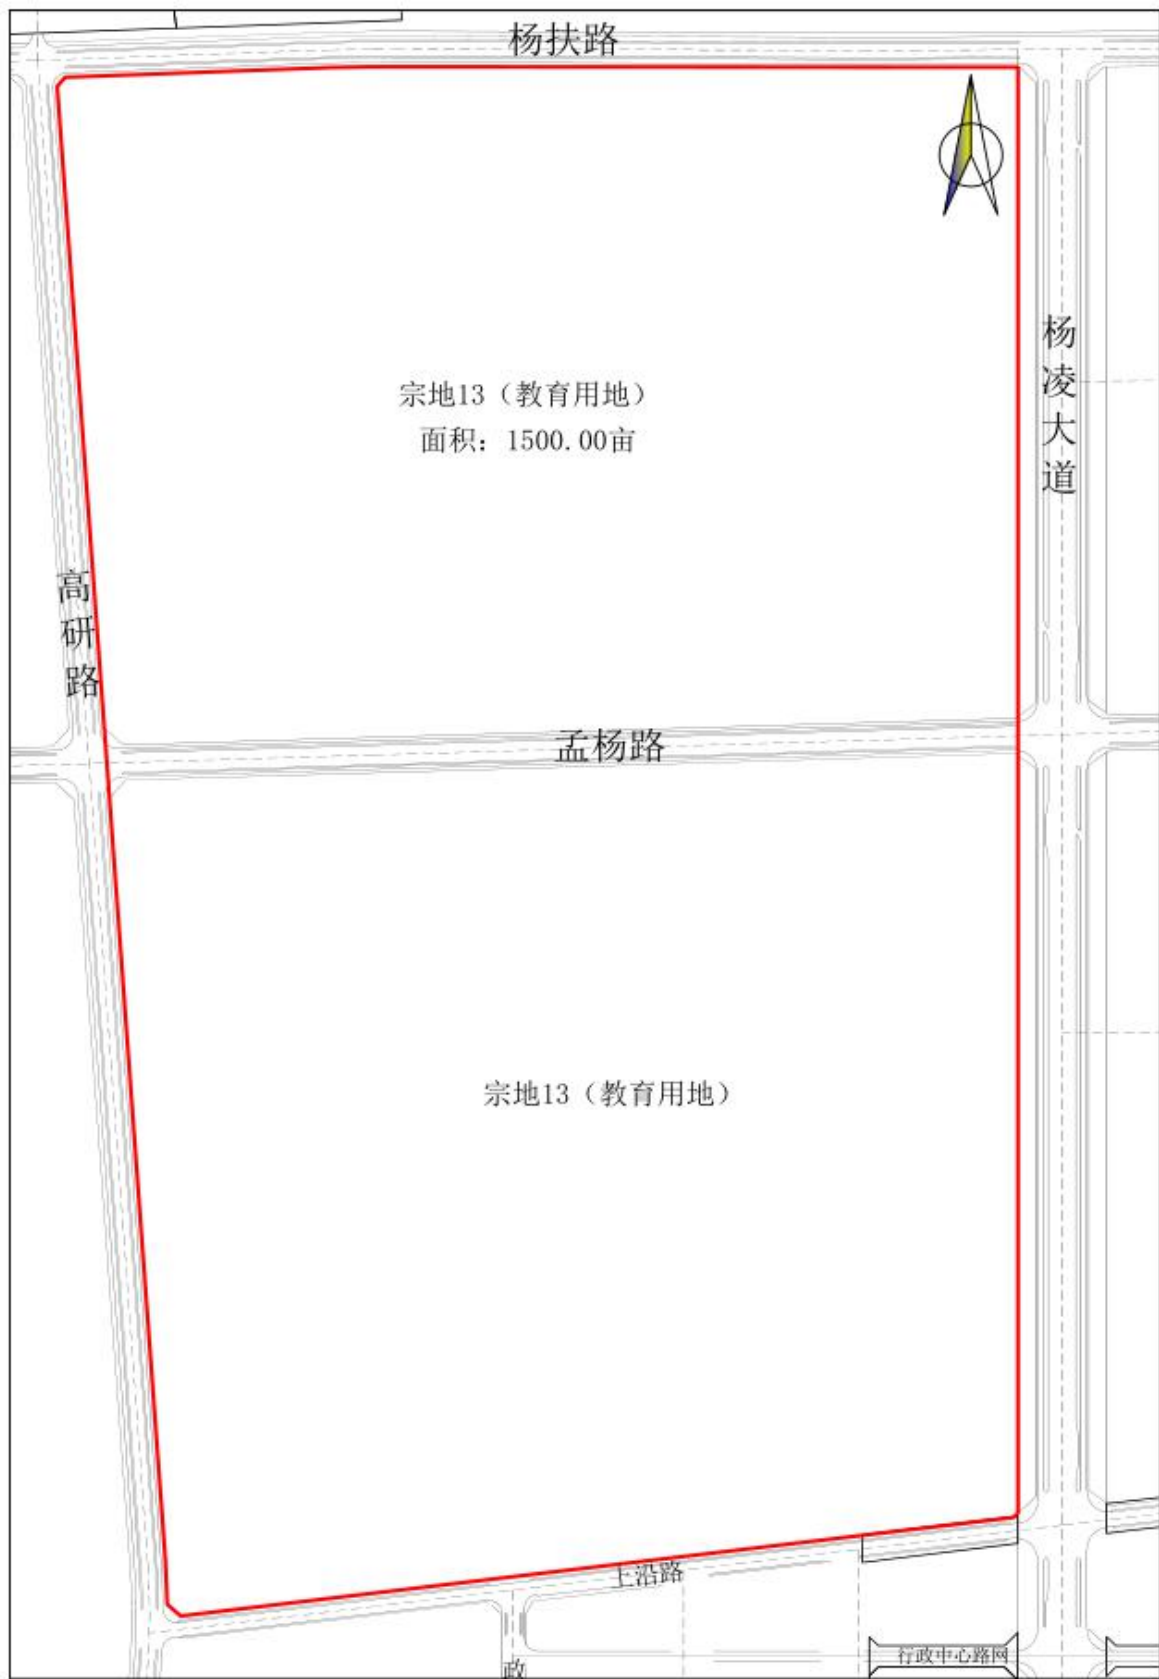 杨扶路
杨凌大道
宗地13（教育用地）
面积：1500.00亩
高研路
孟杨路
宗地13（教育用地）
上沿路
行政中心路网
政